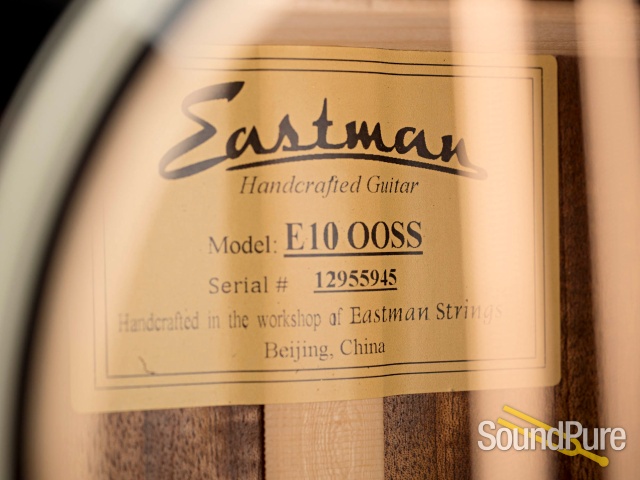 Eastman
Handcrafted Guitar
Model: E10 OOSS
Serial # 12955945
Handcrafted in the workshop of Eastman Strings
Beijing, China
SoundPure